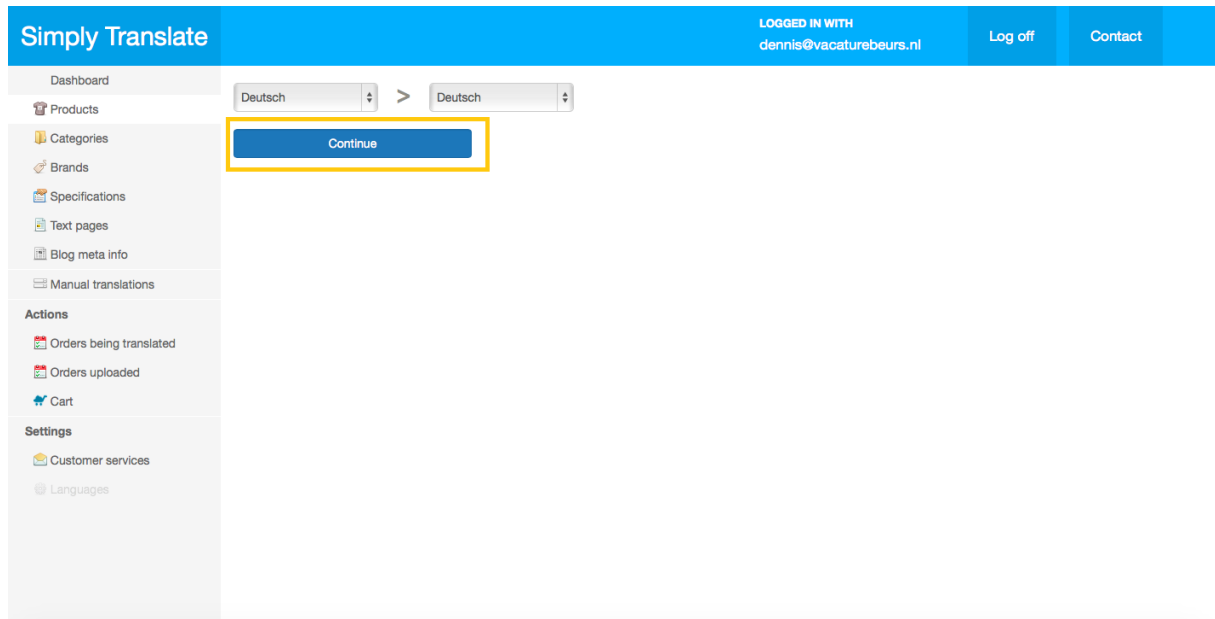 Simply Translate
LOGGED IN WITH
dennis@vacaturebeurs.nl
Log off
Contact
Dashboard
Products
Categories
Brands
Specifications
Text pages
Blog meta info
Manual translations
Actions
Orders being translated
Orders uploaded
Cart
Settings
Customer services
Languages
Deutsch > Deutsch
Continue